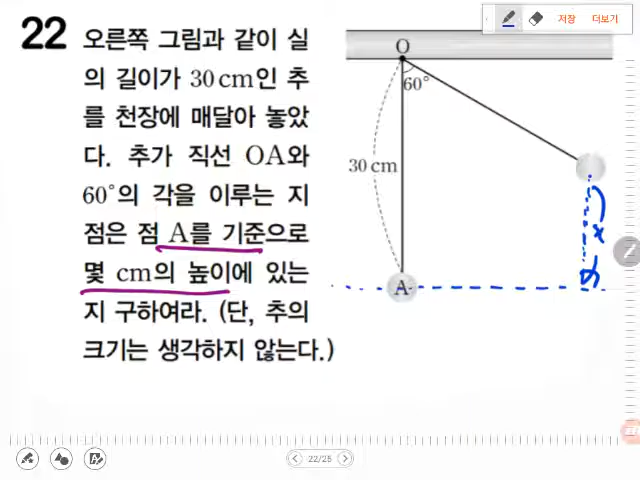 저장 더보기
22 오른쪽 그림과 같이 실
의 길이가 30 cm인 추
를 천장에 매달아 놓았
다. 추가 직선 OA와
60°의 각을 이루는 지
점은 점 A를 기준으로
몇 cm의 높이에 있는
지 구하여라. (단, 추의
크기는 생각하지 않는다.)
O
60°
30 cm
A
x
22/25